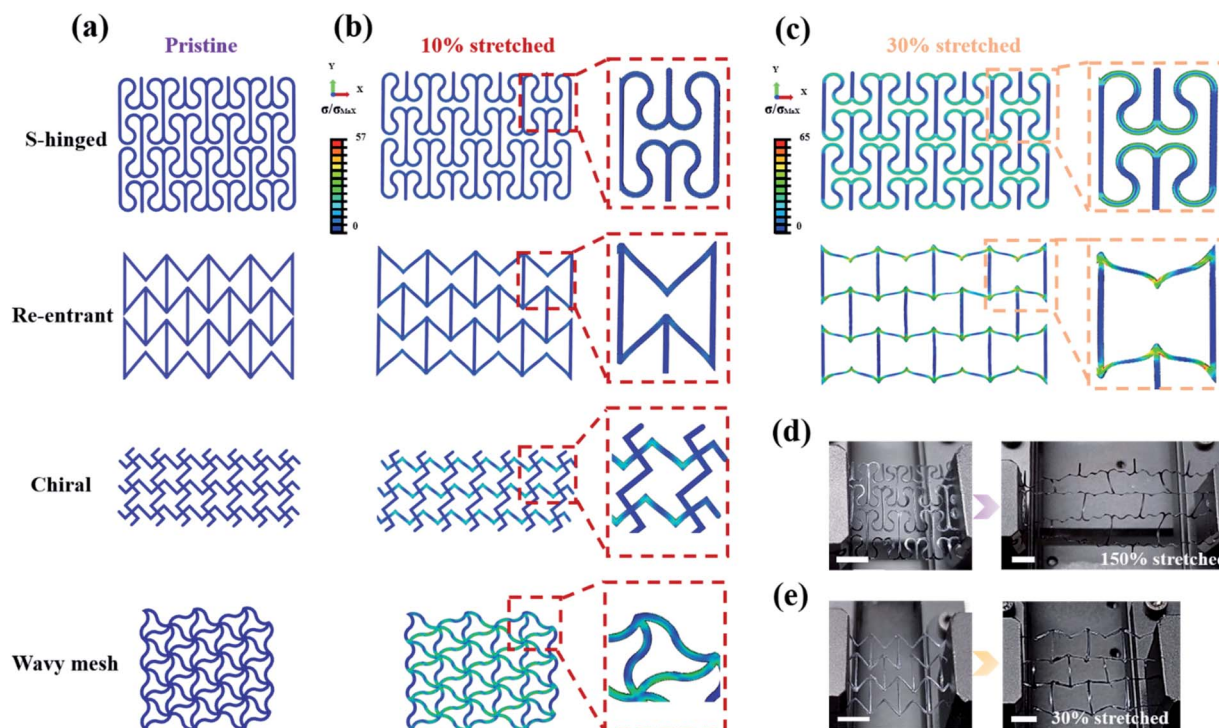 (a)
Pristine
S-hinged
Re-entrant
Chiral
Wavy mesh
(b)
10% stretched
Y
X
σ/σMaX
57
0
(c)
30% stretched
Y
X
σ/σMaX
65
0
(d)
150% stretched
(e)
30% stretched